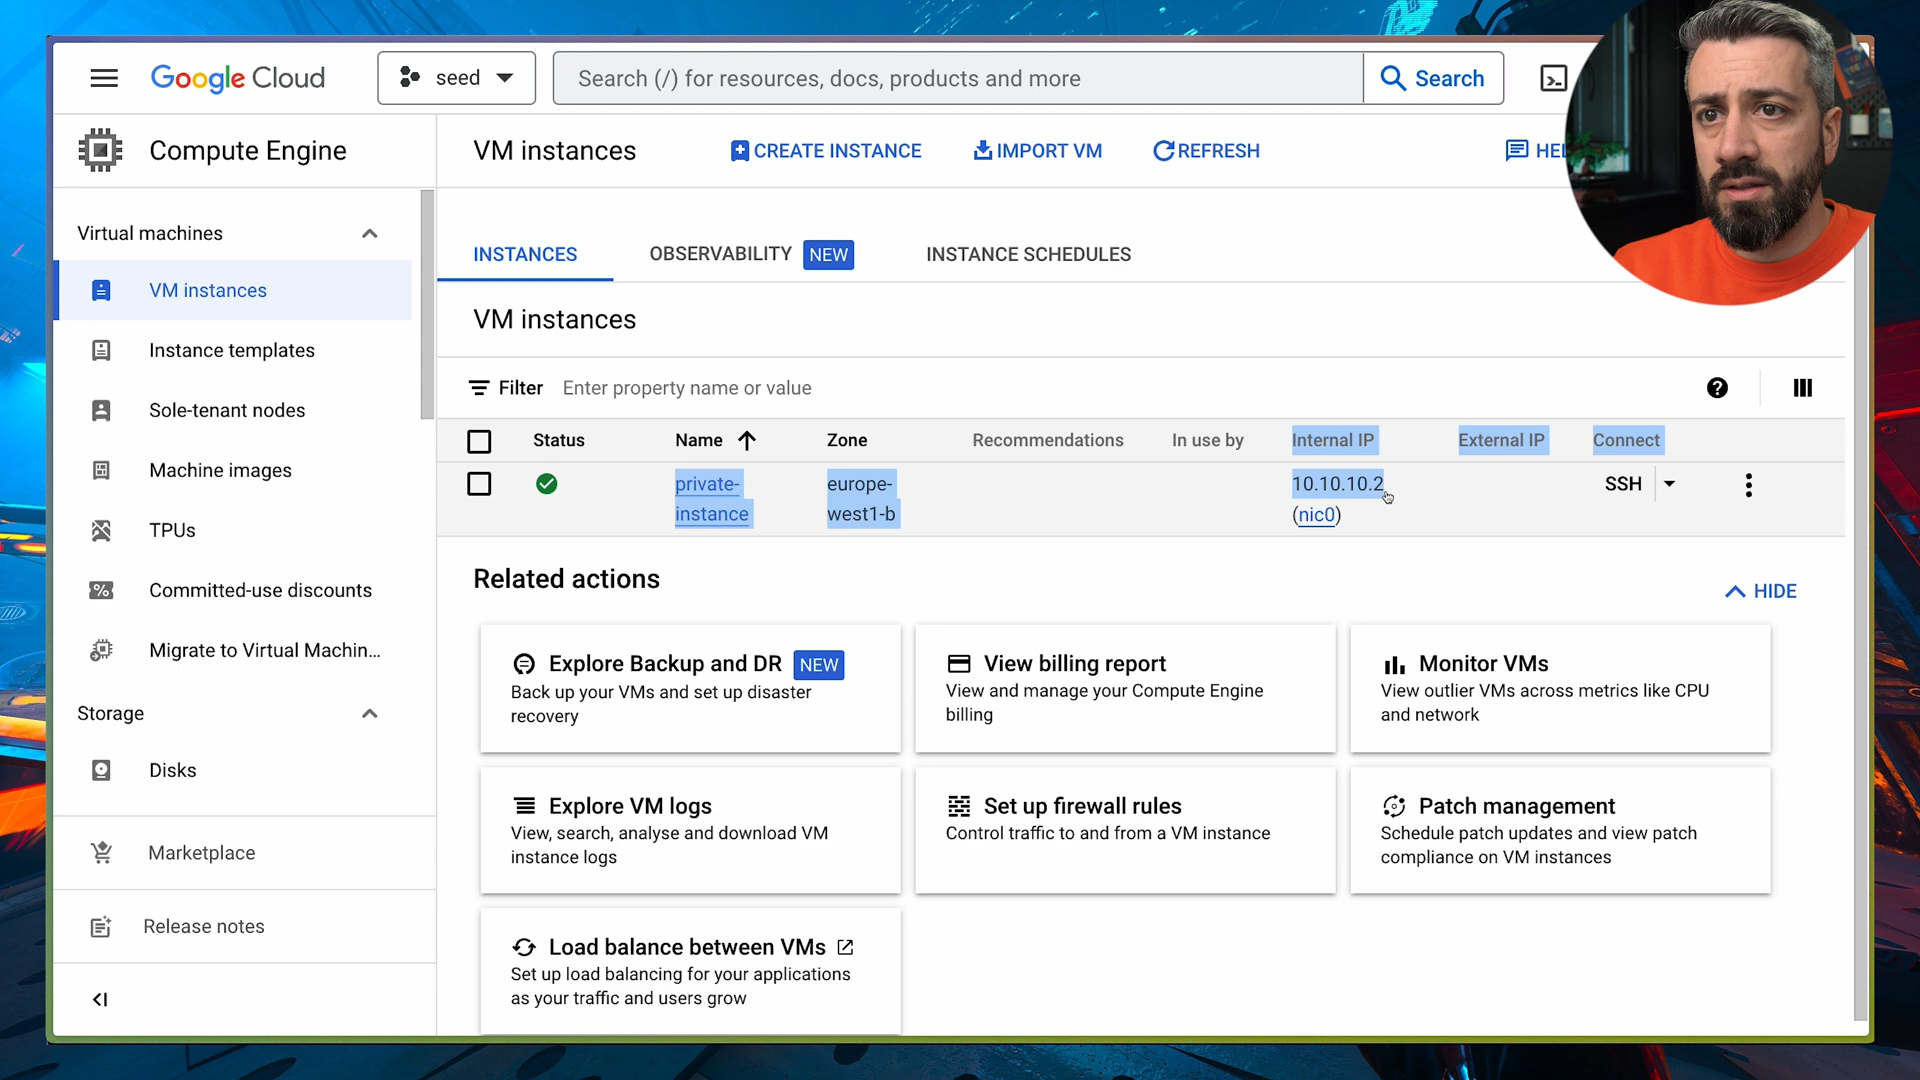 Google Cloud
seed
Search (/) for resources, docs, products and more
Search
Compute Engine
VM instances
CREATE INSTANCE
IMPORT VM
REFRESH
Virtual machines
VM instances
Instance templates
Sole-tenant nodes
Machine images
TPUs
Committed-use discounts
Migrate to Virtual Machin...
Storage
Disks
Marketplace
Release notes
INSTANCES
OBSERVABILITY NEW
INSTANCE SCHEDULES
VM instances
Filter Enter property name or value
Status Name Zone Recommendations In use by Internal IP External IP Connect
private- europe- 10.10.10.2 SSH
instance west1-b (nic0)
Related actions
HIDE
Explore Backup and DR NEW
Back up your VMs and set up disaster
recovery
View billing report
View and manage your Compute Engine
billing
Monitor VMs
View outlier VMs across metrics like CPU
and network
Explore VM logs
View, search, analyse and download VM
instance logs
Set up firewall rules
Control traffic to and from a VM instance
Patch management
Schedule patch updates and view patch
compliance on VM instances
Load balance between VMs
Set up load balancing for your applications
as your traffic and users grow